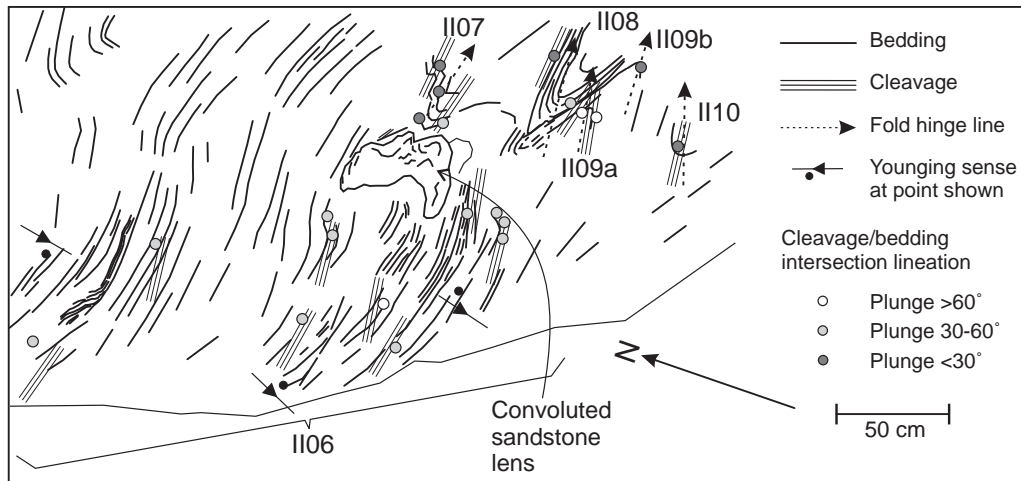 II07
II08
II09b
II10
II09a
II06
Convoluted
sandstone
lens
N
Bedding
Cleavage
Fold hinge line
Younging sense
at point shown
Cleavage/bedding
intersection lineation
Plunge >60°
Plunge 30-60°
Plunge <30°
50 cm